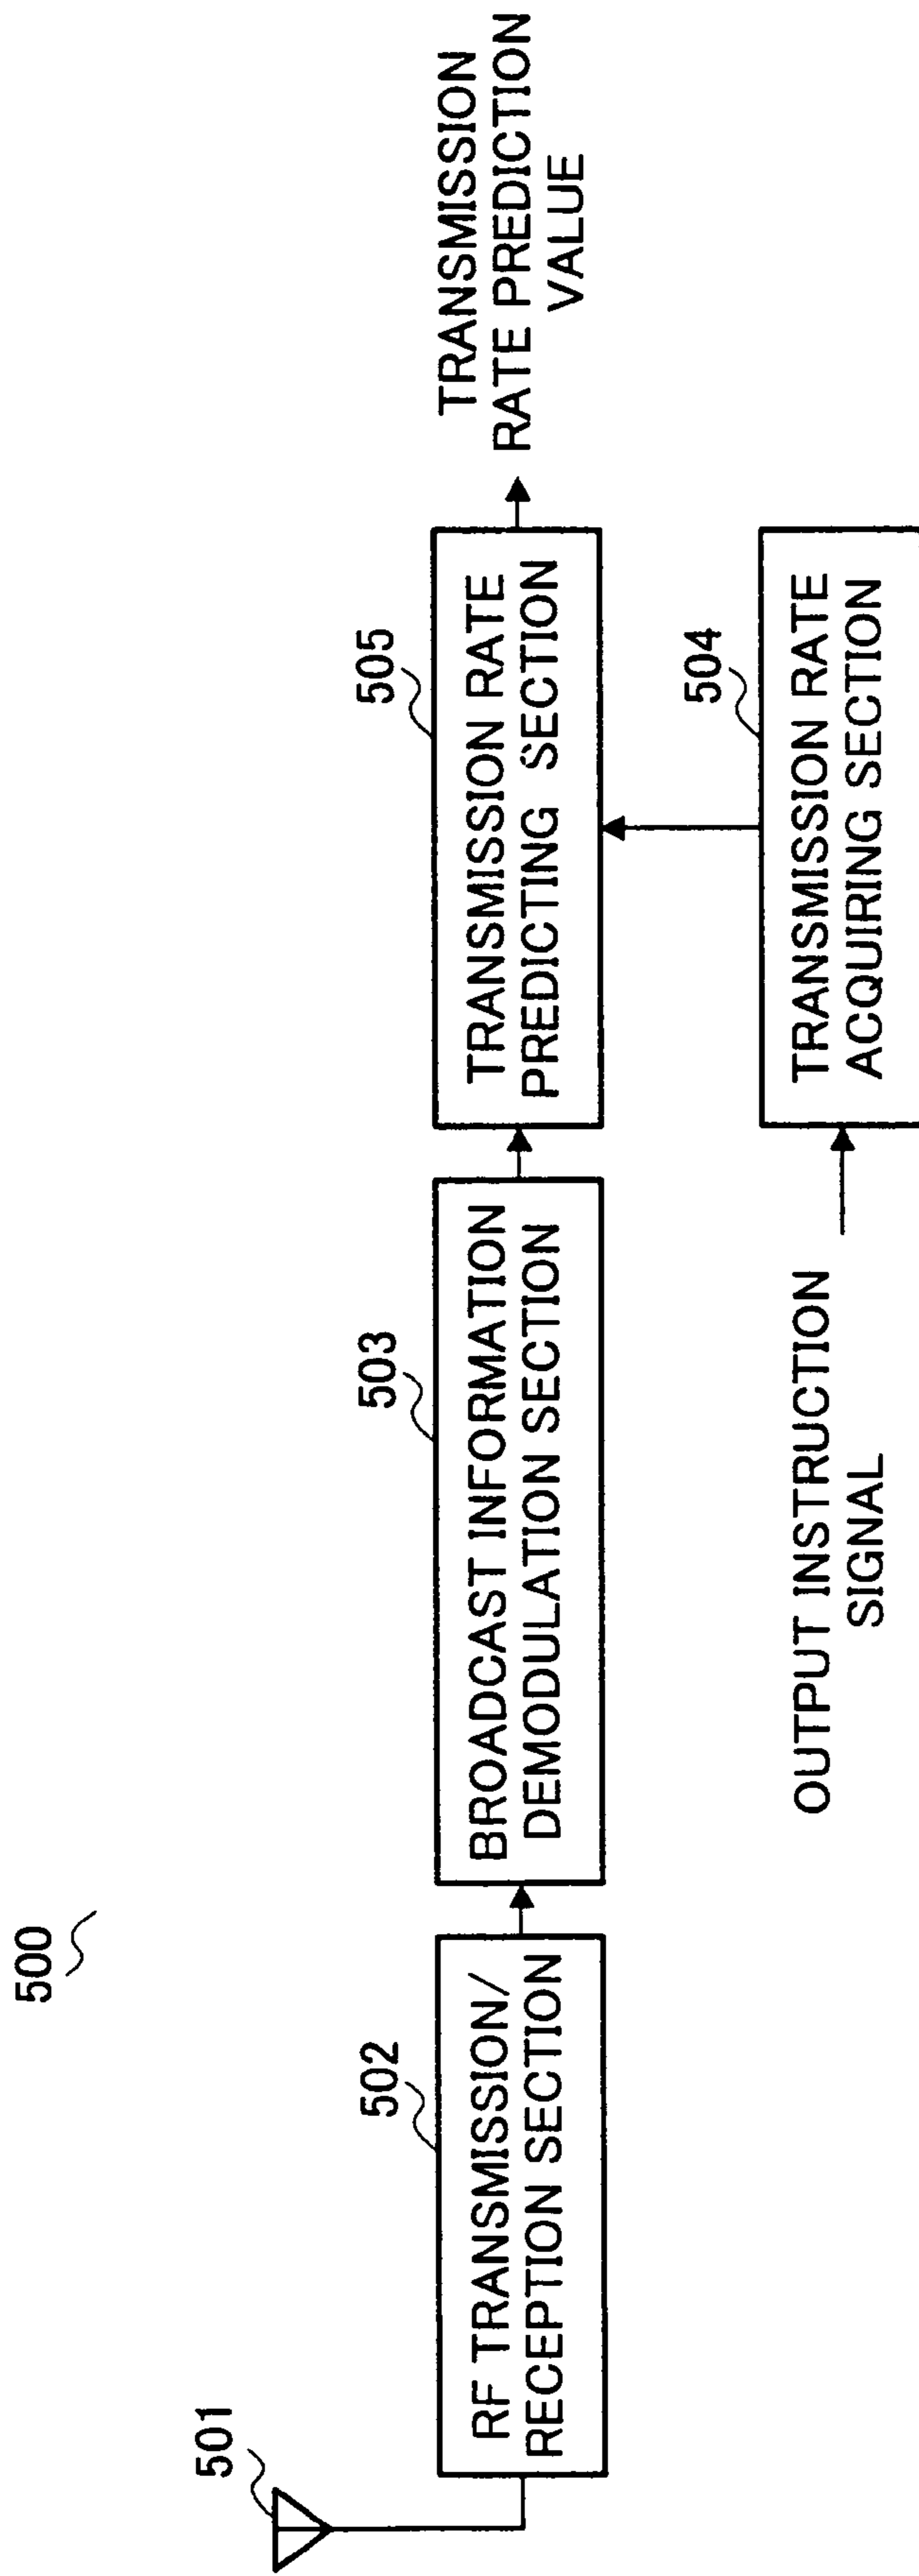 500
501
502
RF TRANSMISSION/
RECEPTION SECTION
503
BROADCAST INFORMATION
DEMODULATION SECTION
505
TRANSMISSION RATE
PREDICTING SECTION
TRANSMISSION
RATE PREDICTION
VALUE
OUTPUT INSTRUCTION
SIGNAL
504
TRANSMISSION RATE
ACQUIRING SECTION